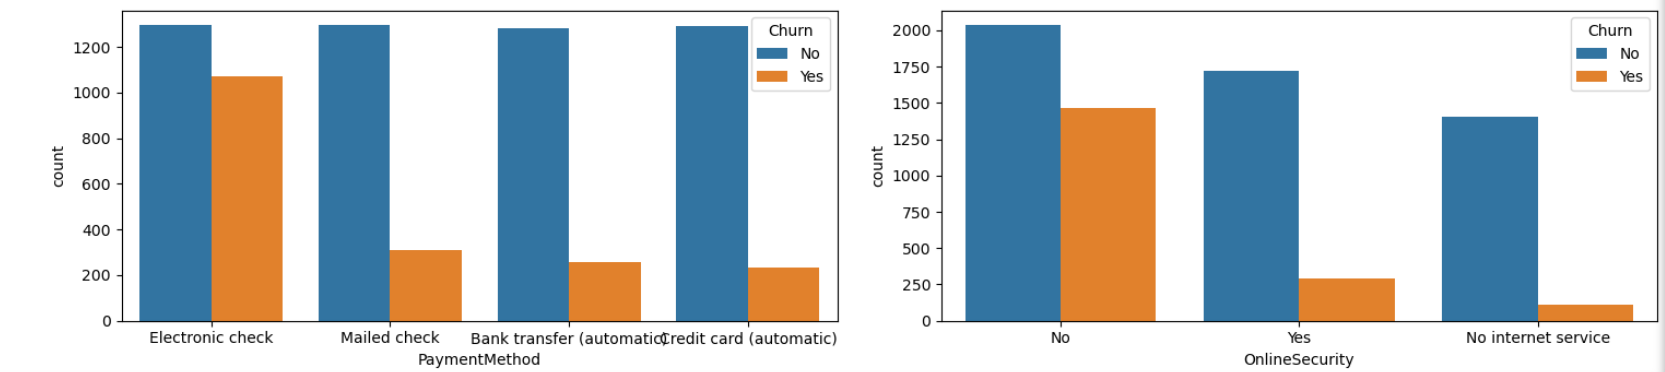 Churn
No
Yes
1200
1000
800
600
400
200
0
count
Electronic check
Mailed check
Bank transfer (automatic)
Credit card (automatic)
PaymentMethod
Churn
No
Yes
2000
1750
1500
1250
1000
750
500
250
0
count
No
Yes
No internet service
OnlineSecurity